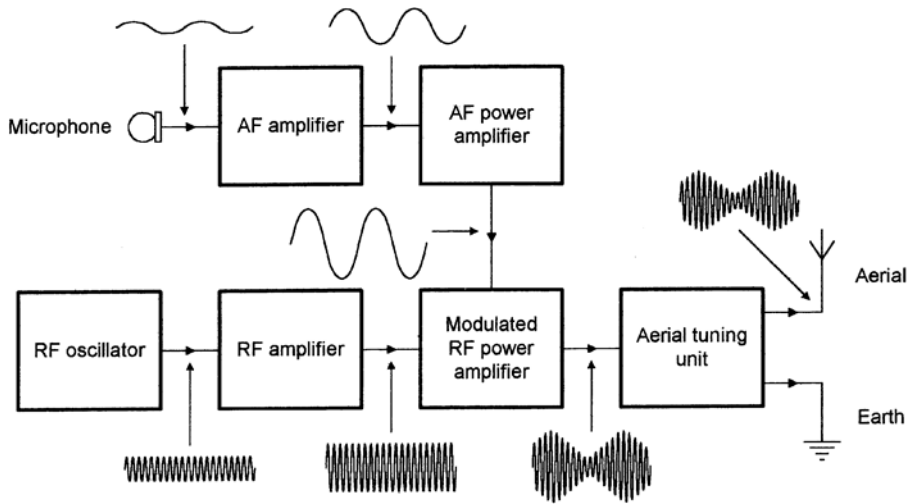 Microphone
AF amplifier
AF power
amplifier
RF oscillator
RF amplifier
Modulated
RF power
amplifier
Aerial tuning
unit
Aerial
Earth